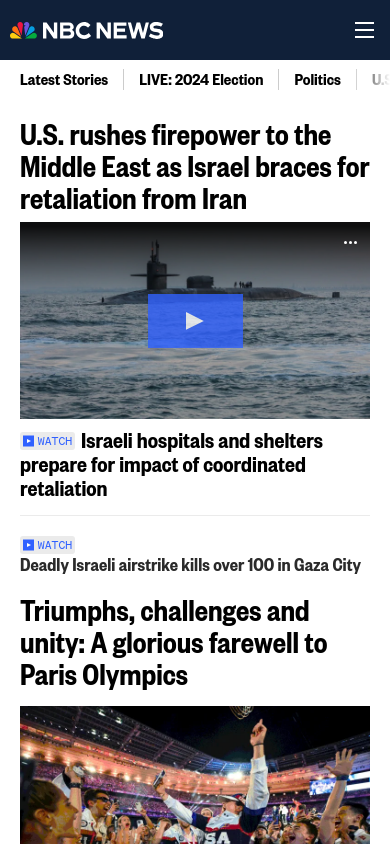 NBC NEWS
Latest Stories
LIVE: 2024 Election
Politics
U.S
U.S. rushes firepower to the
Middle East as Israel braces for
retaliation from Iran
WATCH Israeli hospitals and shelters
prepare for impact of coordinated
retaliation
WATCH
Deadly Israeli airstrike kills over 100 in Gaza City
Triumphs, challenges and
unity: A glorious farewell to
Paris Olympics
SA